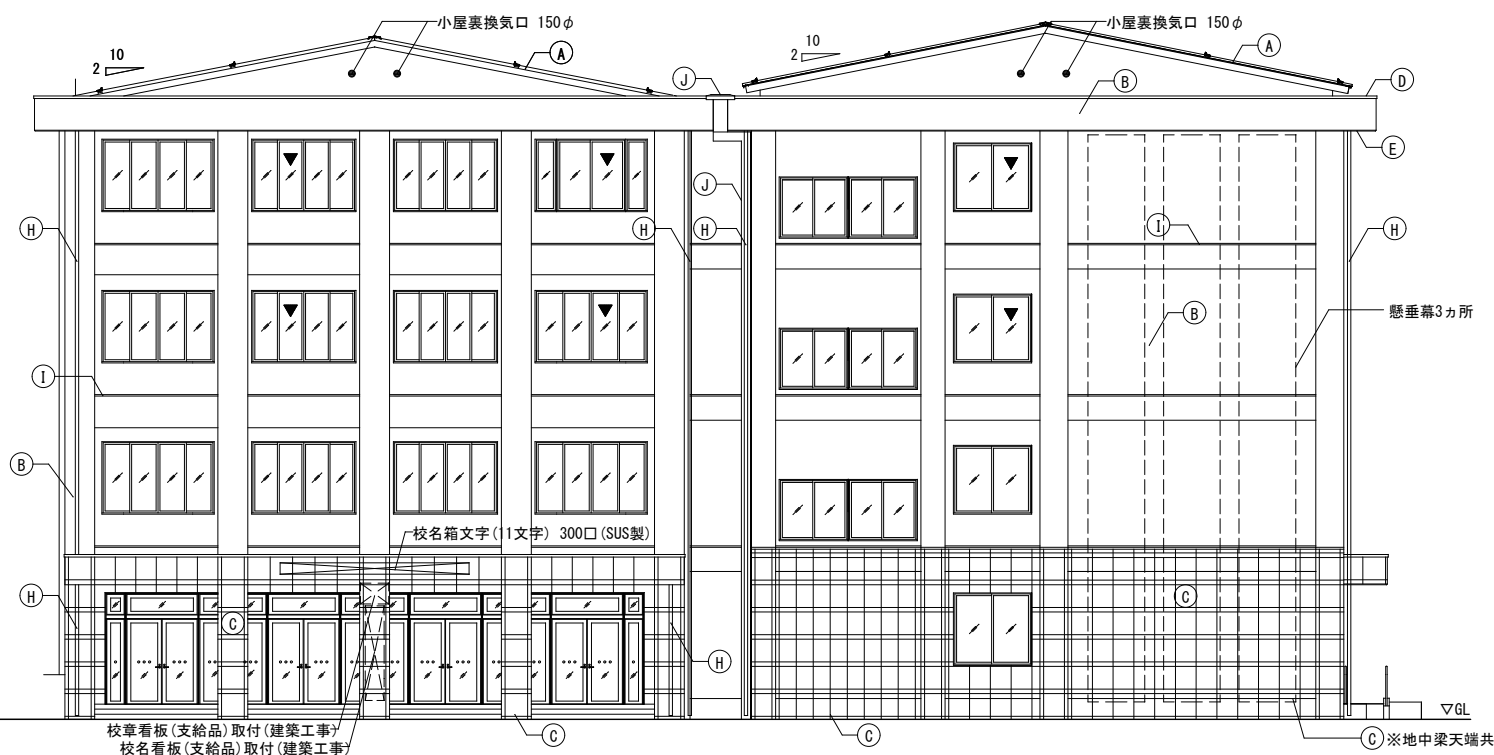 小屋裏換気口 150φ
小屋裏換気口 150φ
10
2
A
10
2
A
J
B
D
E
J
H
H
H
I
H
B
懸垂幕3ヵ所
I
B
校名箱文字(11文字) 300□(SUS製)
H
C
C
H
校章看板(支給品)取付(建築工事)
校名看板(支給品)取付(建築工事)
C
C
▽GL
C ※地中梁天端共